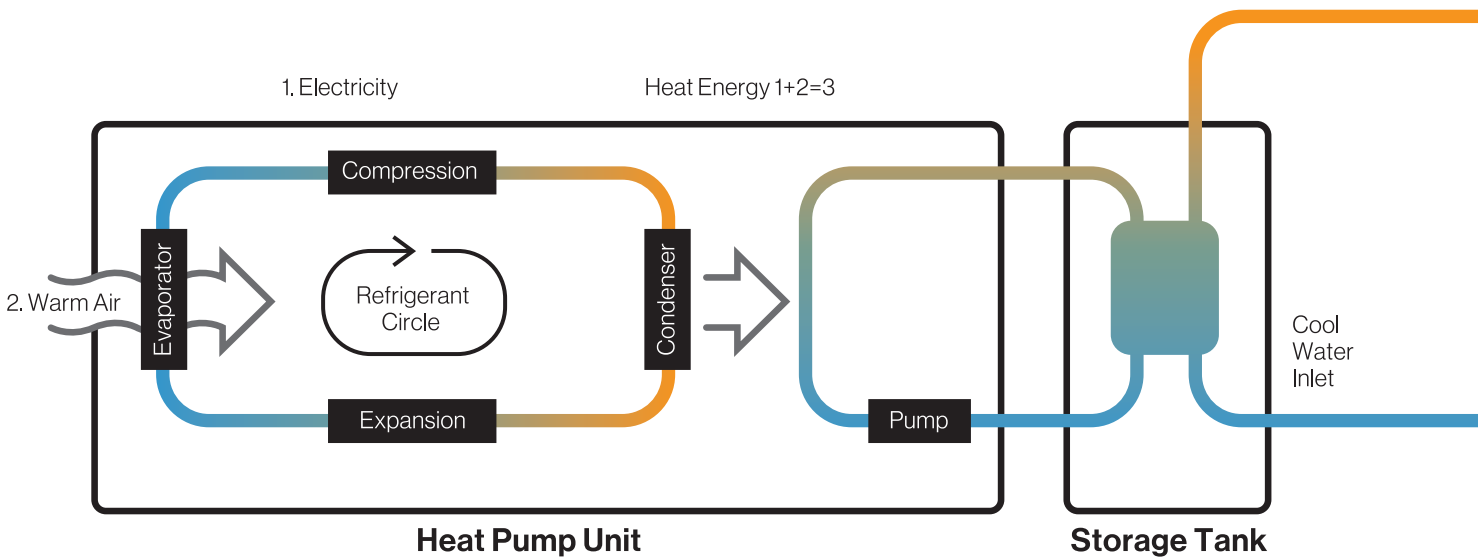 1. Electricity
Heat Energy 1+2=3
Compression
Evaporator
2. Warm Air
Refrigerant
Circle
Condenser
Expansion
Pump
Cool
Water
Inlet
Heat Pump Unit
Storage Tank